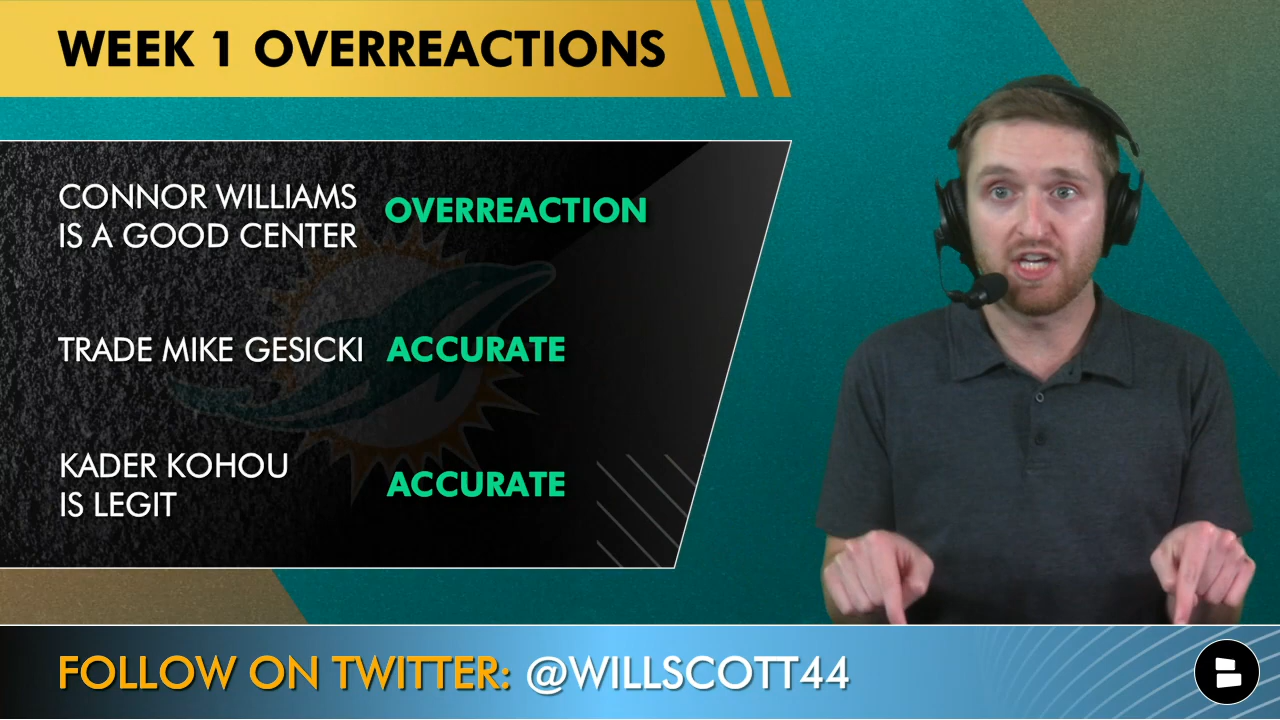 WEEK 1 OVERREACTIONS
CONNOR WILLIAMS
IS A GOOD CENTER
OVERREACTION
TRADE MIKE GESICKI ACCURATE
KADER KOHOU
IS LEGIT
ACCURATE
FOLLOW ON TWITTER: @WILLSCOTT44